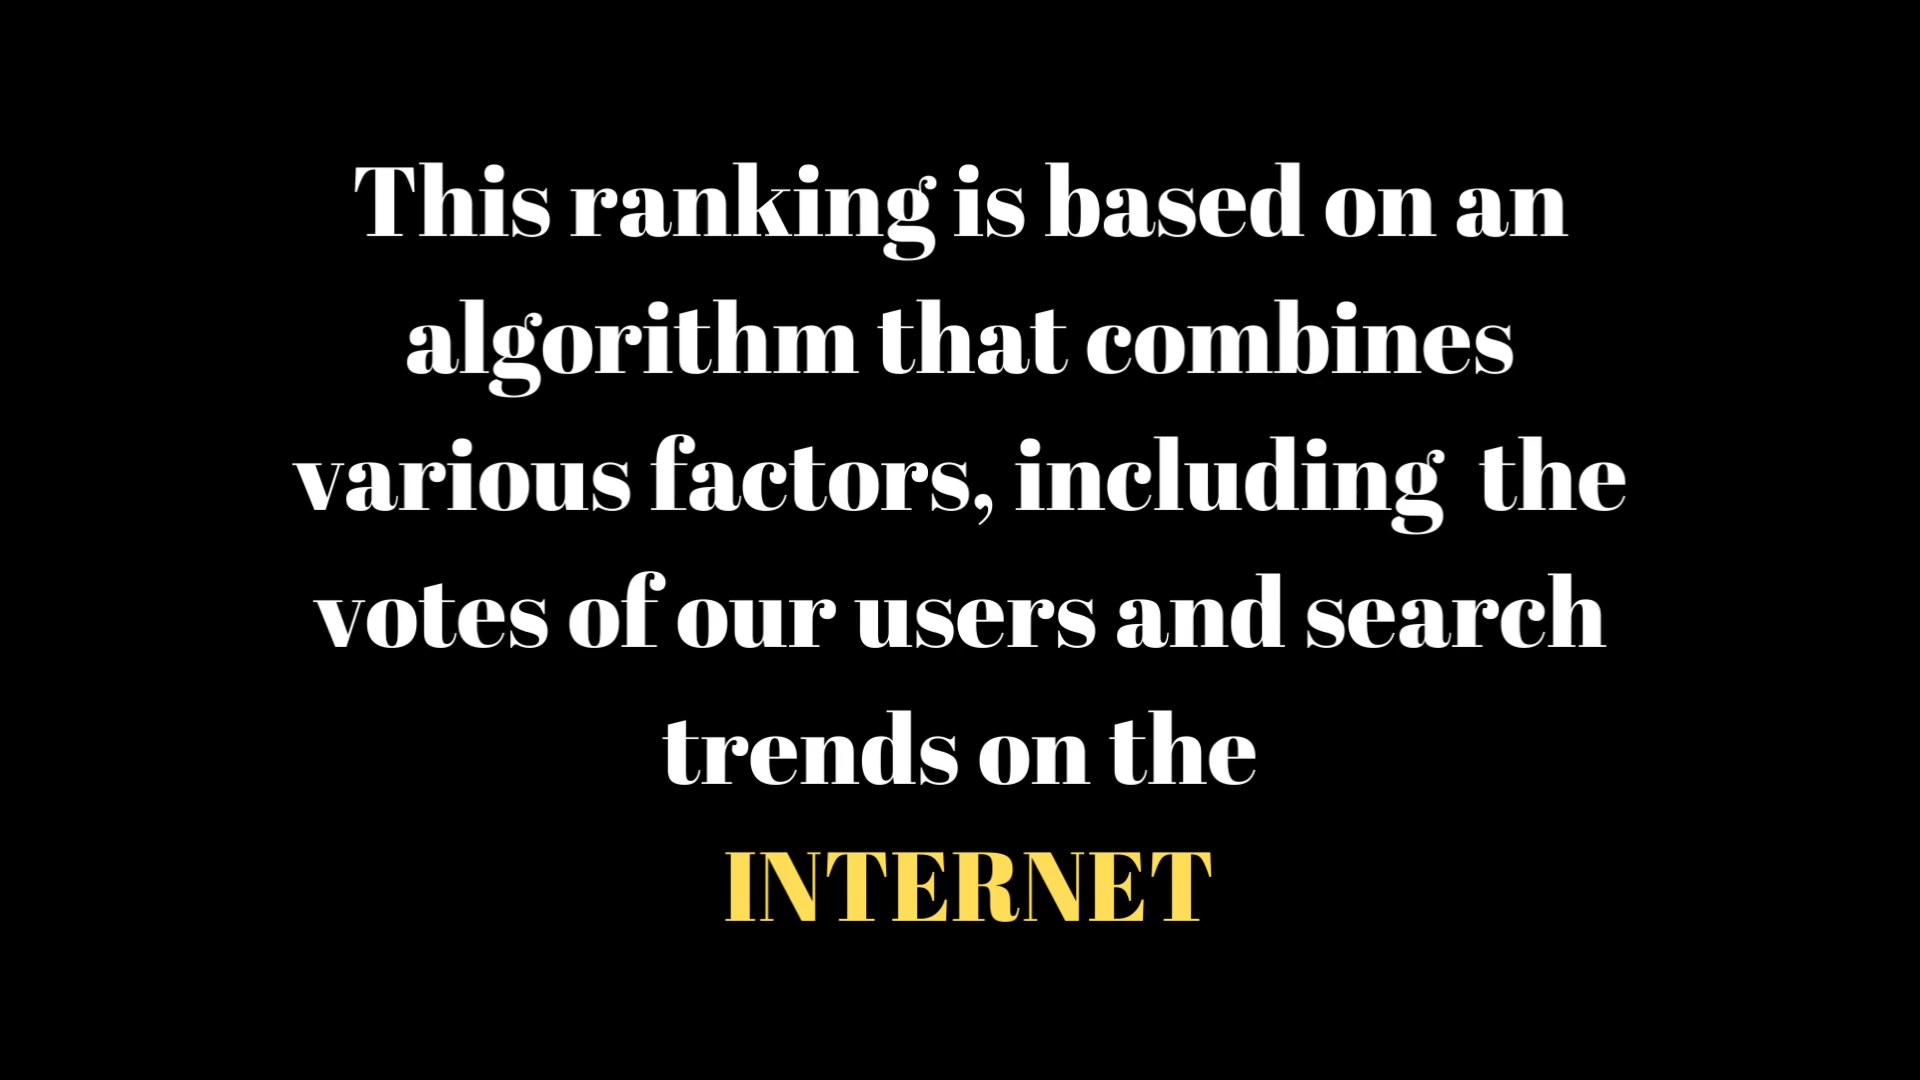 This ranking is based on an
algorithm that combines
various factors, including  the
votes of our users and search
trends on the
INTERNET